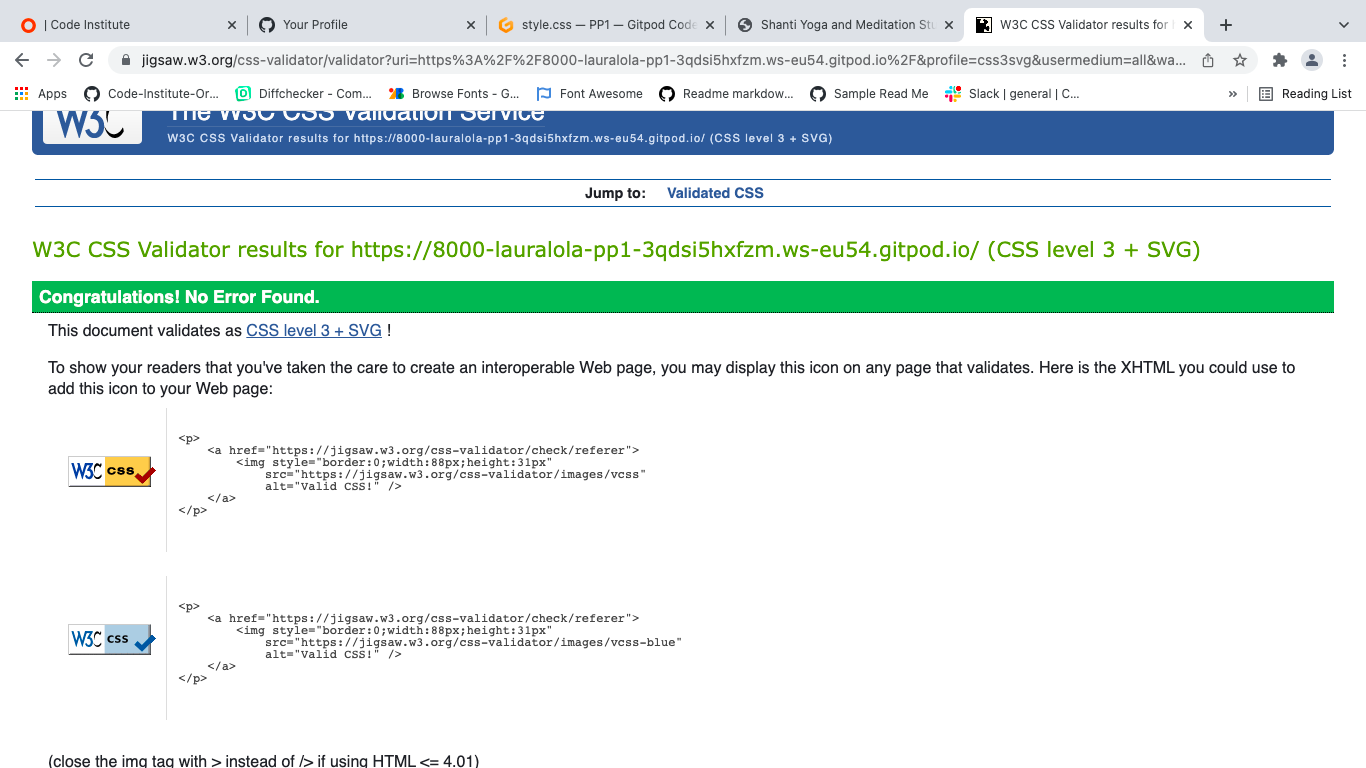 | Code Institute
Your Profile
style.css — PP1 — Gitpod Code
Shanti Yoga and Meditation Stu
W3C CSS Validator results for
jigsaw.w3.org/css-validator/validator?uri=https%3A%2F%2F8000-lauralola-pp1-3qdsi5hxfzm.ws-eu54.gitpod.io%2F&profile=css3svg&usermedium=all&wa...
Apps
Code-Institute-Or...
Diffchecker - Com...
Browse Fonts - G...
Font Awesome
Readme markdow...
Sample Read Me
Slack | general | C...
»
Reading List
W3C
The W3C CSS Validation Service
W3C CSS Validator results for https://8000-lauralola-pp1-3qdsi5hxfzm.ws-eu54.gitpod.io/ (CSS level 3 + SVG)
Jump to: Validated CSS
W3C CSS Validator results for https://8000-lauralola-pp1-3qdsi5hxfzm.ws-eu54.gitpod.io/ (CSS level 3 + SVG)
Congratulations! No Error Found.
This document validates as CSS level 3 + SVG !
To show your readers that you've taken the care to create an interoperable Web page, you may display this icon on any page that validates. Here is the XHTML you could use to
add this icon to your Web page:
W3C css
<p>
<a href="https://jigsaw.w3.org/css-validator/check/referer">
<img style="border:0;width:88px;height:31px"
src="https://jigsaw.w3.org/css-validator/images/vcss"
alt="Valid CSS!" />
</a>
</p>
W3C css
<p>
<a href="https://jigsaw.w3.org/css-validator/check/referer">
<img style="border:0;width:88px;height:31px"
src="https://jigsaw.w3.org/css-validator/images/vcss-blue"
alt="Valid CSS!" />
</a>
</p>
(close the img tag with > instead of /> if using HTML <= 4.01)